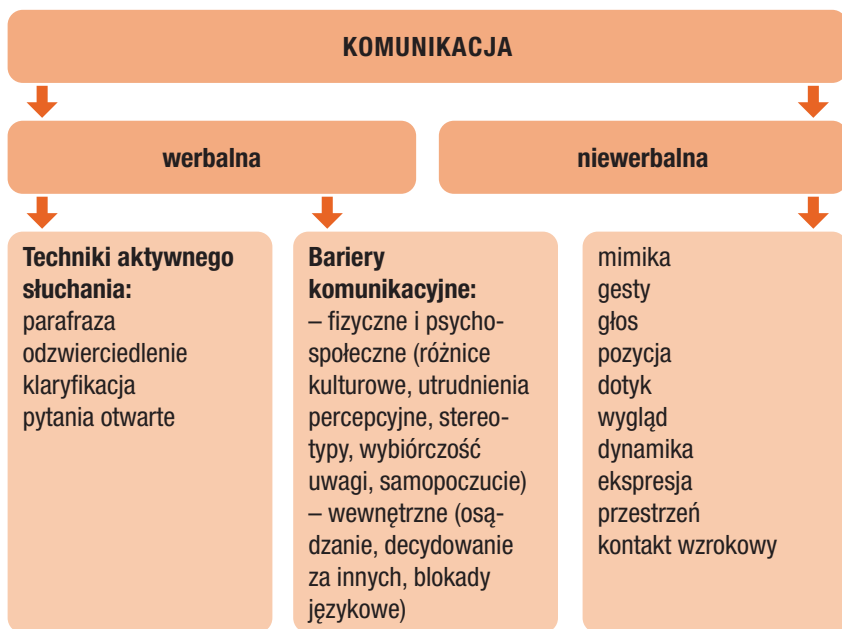 KOMUNIKACJA
werbalna
niewerbalna
Techniki aktywnego
słuchania:
parafraza
odzwierciedlenie
klaryfikacja
pytania otwarte
Bariery
komunikacyjne:
– fizyczne i psycho-
społeczne (różnice
kulturowe, utrudnienia
percepcyjne, stereo-
typy, wybiórczość
uwagi, samopoczucie)
– wewnętrzne (osą-
dzanie, decydowanie
za innych, blokady
językowe)
mimika
gesty
głos
pozycja
dotyk
wygląd
dynamika
ekspresja
przestrzeń
kontakt wzrokowy